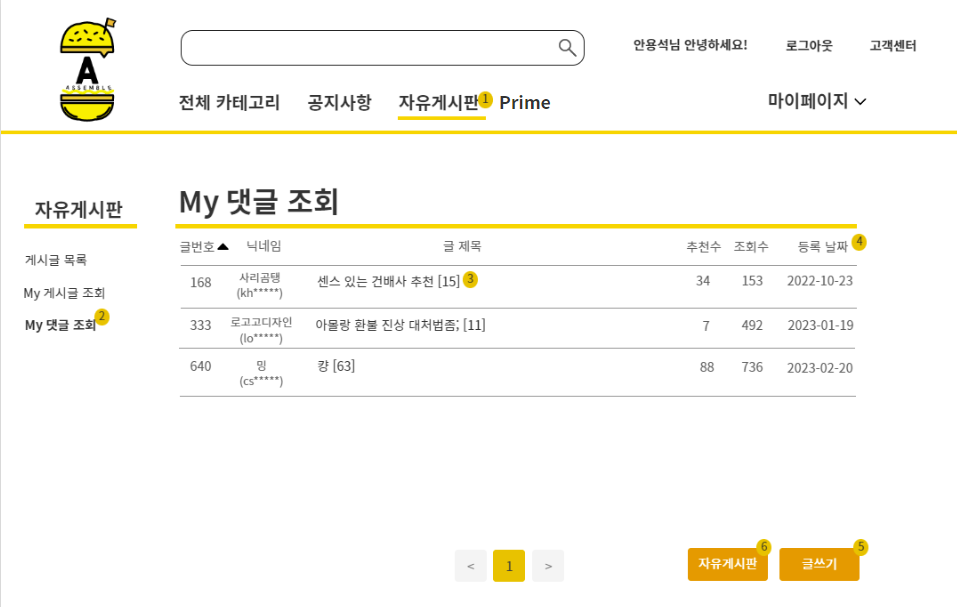 안용석님 안녕하세요! 로그아웃 고객센터
A
ASSEMBLE
전체 카테고리 공지사항 자유게시판 1 Prime 마이페이지
자유게시판
My 댓글 조회
글번호 닉네임 글 제목 추천수 조회수 등록 날짜 4
게시글 목록
My 게시글 조회
My 댓글 조회 2
168 사리곰탱 센스 있는 건배사 추천 [15] 3 34 153 2022-10-23
(kh*****)
333 로고고디자인 아몰랑 환불 진상 대처법좀; [11] 7 492 2023-01-19
(lo*****)
640 밍 컁 [63] 88 736 2023-02-20
(cs*****)
< 1 > 자유게시판 6 글쓰기 5